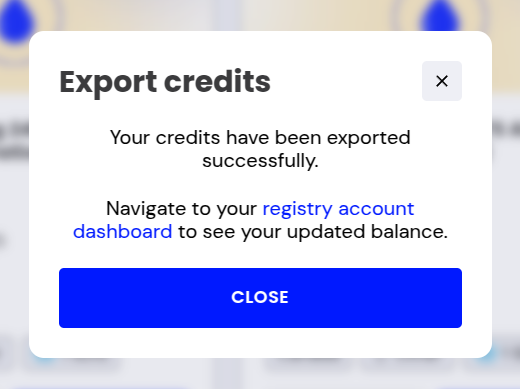 Export credits
Your credits have been exported
successfully.
Navigate to your registry account
dashboard to see your updated balance.
CLOSE